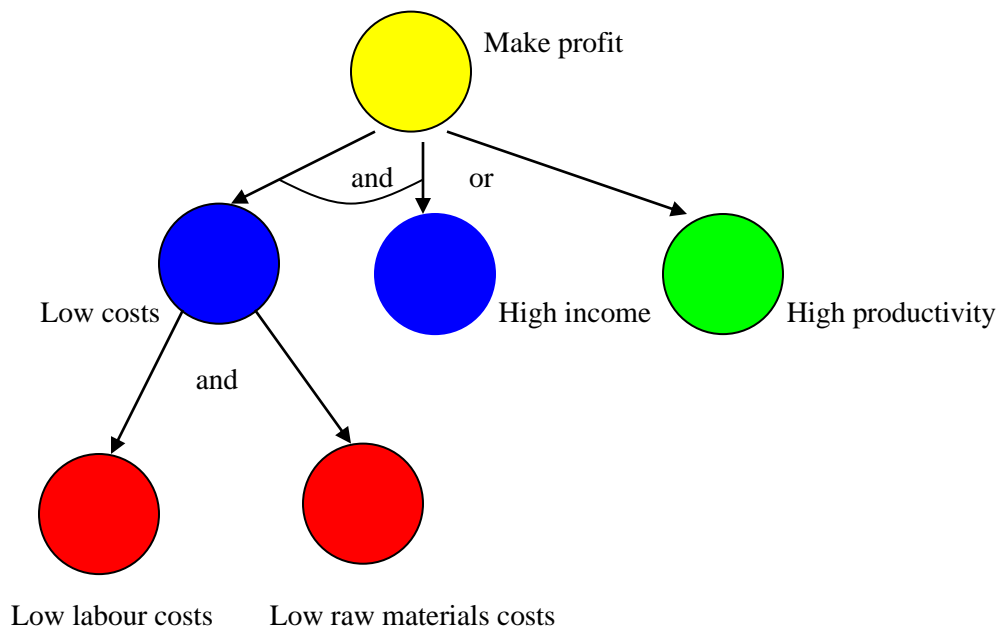 Make profit
and
or
Low costs
High income
High productivity
and
Low labour costs
Low raw materials costs